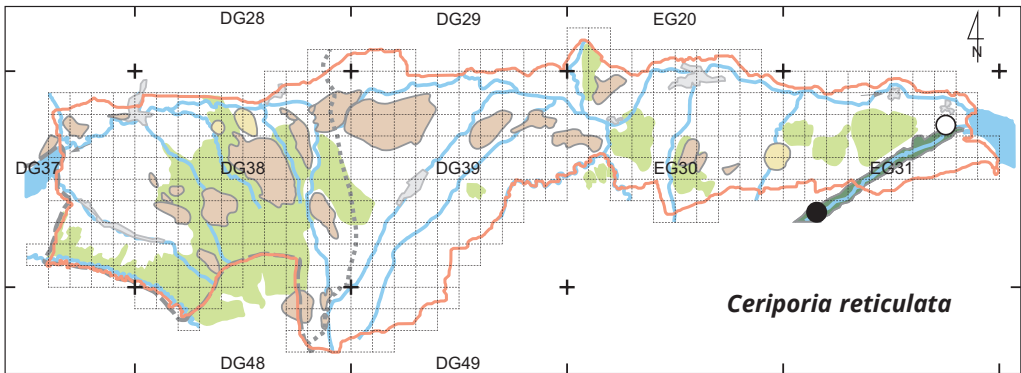 DG28 DG29 EG20
N
DG37 DG38 DG39 EG30 EG31
Ceriporia reticulata
DG48 DG49